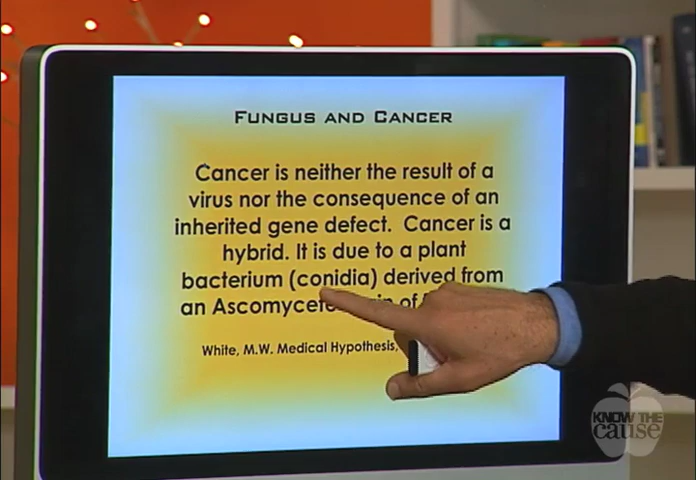 FUNGUS AND CANCER
Cancer is neither the result of a
virus nor the consequence of an
inherited gene defect. Cancer is a
hybrid. It is due to a plant
bacterium (conidia) derived from
an of
White, M.W. Medical Hypothesis,
KNOW THE
cause